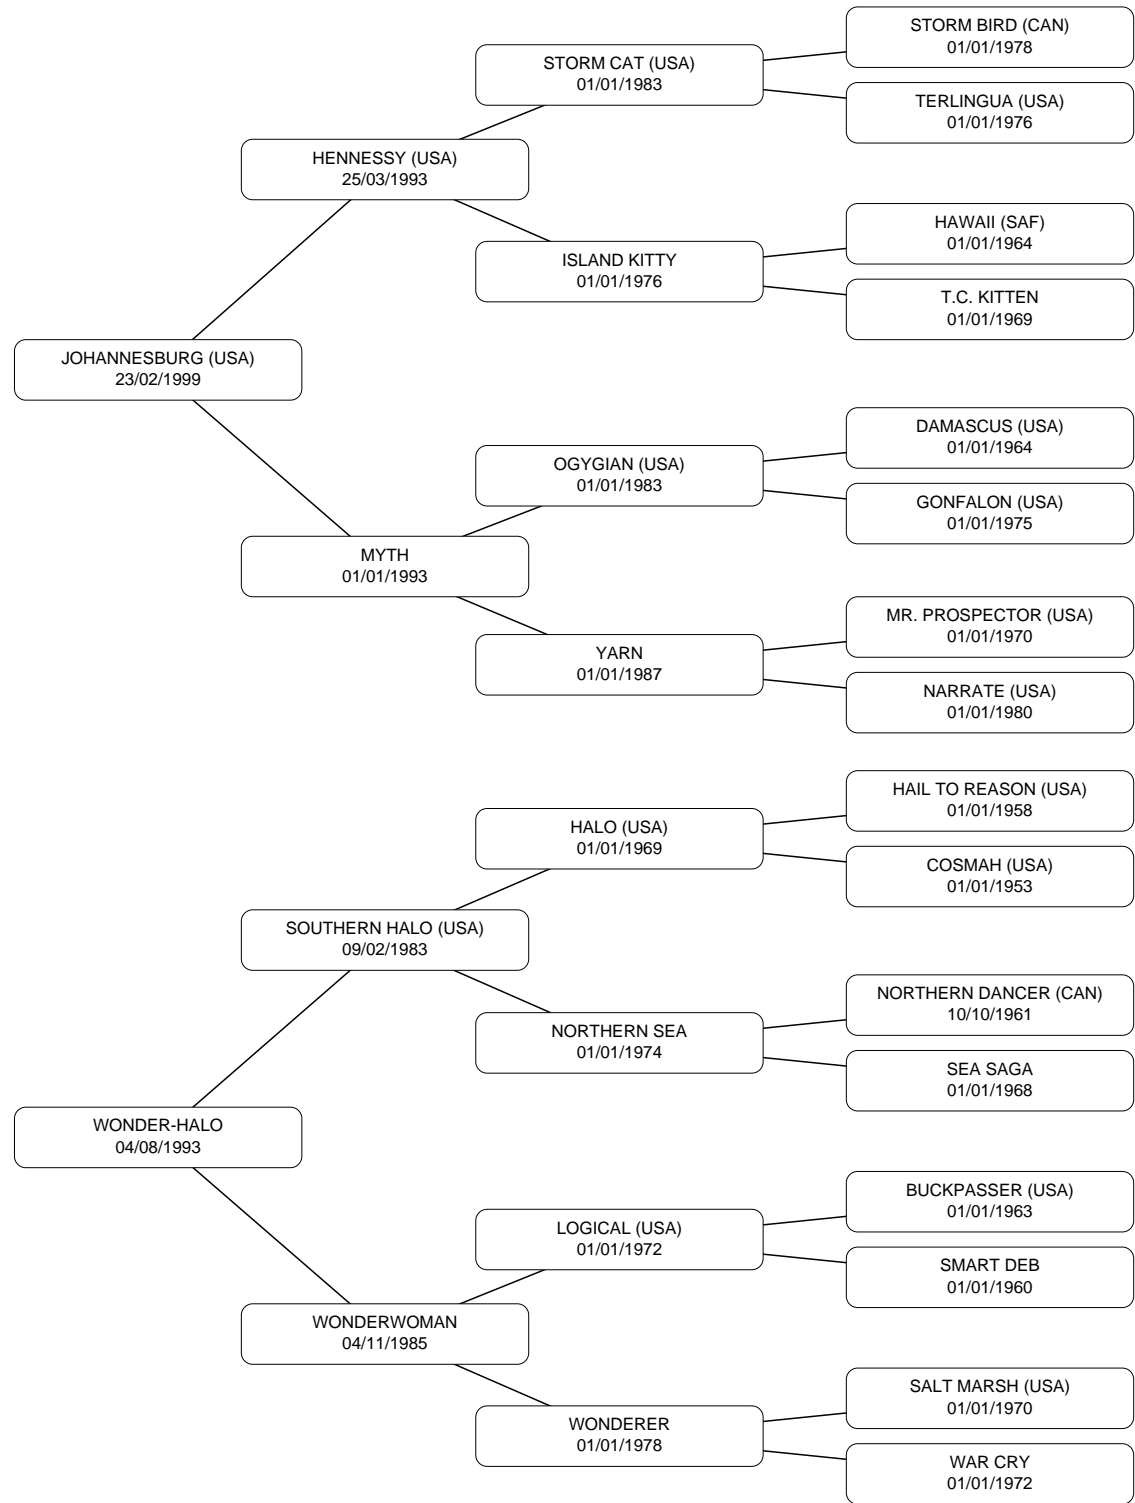 STORM BIRD (CAN)
01/01/1978
STORM CAT (USA)
01/01/1983
TERLINGUA (USA)
01/01/1976
HENNESSY (USA)
25/03/1993
HAWAII (SAF)
01/01/1964
ISLAND KITTY
01/01/1976
T.C. KITTEN
01/01/1969
JOHANNESBURG (USA)
23/02/1999
DAMASCUS (USA)
01/01/1964
OGYGIAN (USA)
01/01/1983
GONFALON (USA)
01/01/1975
MYTH
01/01/1993
MR. PROSPECTOR (USA)
01/01/1970
YARN
01/01/1987
NARRATE (USA)
01/01/1980
HAIL TO REASON (USA)
01/01/1958
HALO (USA)
01/01/1969
COSMAH (USA)
01/01/1953
SOUTHERN HALO (USA)
09/02/1983
NORTHERN DANCER (CAN)
10/10/1961
NORTHERN SEA
01/01/1974
SEA SAGA
01/01/1968
WONDER-HALO
04/08/1993
BUCKPASSER (USA)
01/01/1963
LOGICAL (USA)
01/01/1972
SMART DEB
01/01/1960
WONDERWOMAN
04/11/1985
SALT MARSH (USA)
01/01/1970
WONDERER
01/01/1978
WAR CRY
01/01/1972